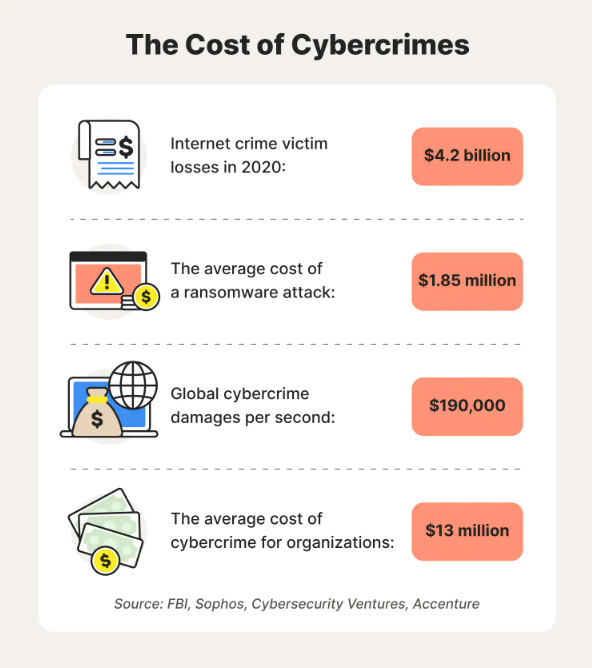 The Cost of Cybercrimes
$
Internet crime victim
losses in 2020:
$4.2 billion
!
$
The average cost of
a ransomware attack:
$1.85 million
$
Global cybercrime
damages per second:
$190,000
$
The average cost of
cybercrime for organizations:
$13 million
Source: FBI, Sophos, Cybersecurity Ventures, Accenture